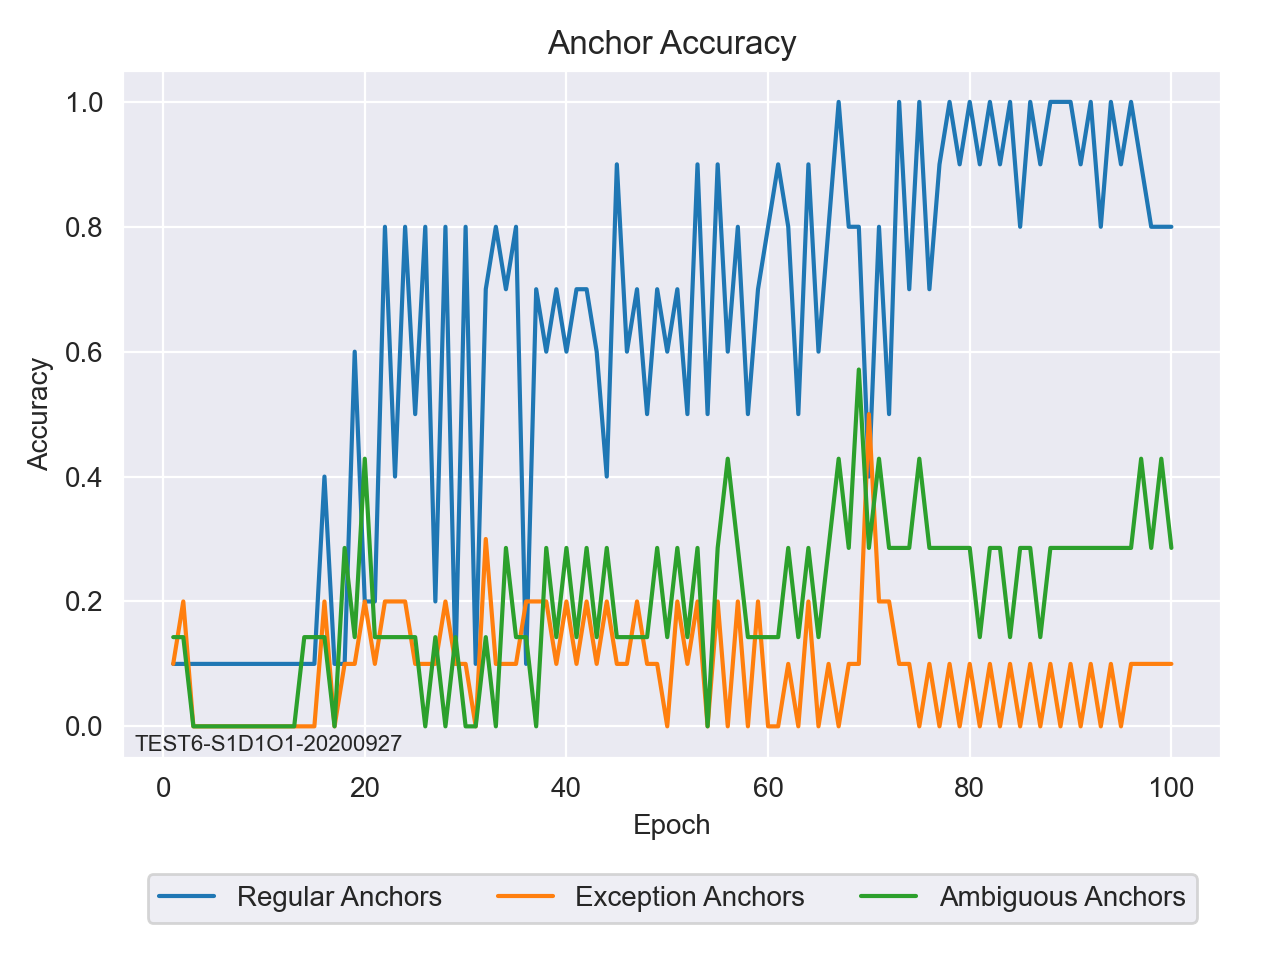 Anchor Accuracy
1.0
0.8
0.6
0.4
0.2
0.0
Accuracy
TEST6-S1D1O1-20200927
0 20 40 60 80 100
Epoch
Regular Anchors Exception Anchors Ambiguous Anchors